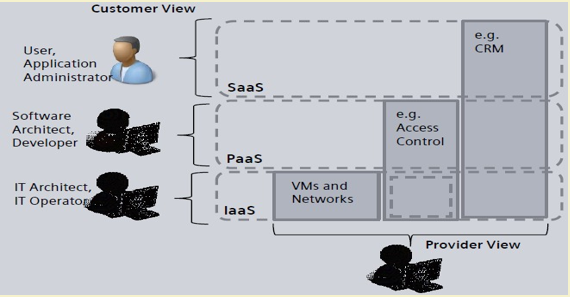 Customer View
User,
Application
Administrator
SaaS
e.g.
CRM
Software
Architect,
Developer
PaaS
e.g.
Access
Control
IT Architect,
IT Operator
IaaS
VMs and
Networks
Provider View